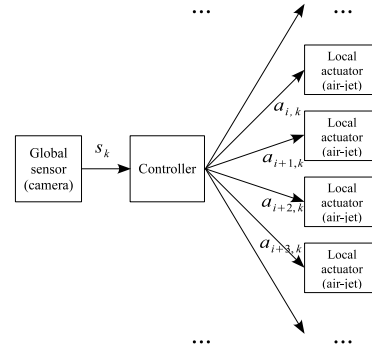 ...
...
Local
actuator
(air-jet)
a_{i,k}
Local
actuator
(air-jet)
Global
sensor
(camera)
s_k
Controller
a_{i+1,k}
Local
actuator
(air-jet)
a_{i+2,k}
Local
actuator
(air-jet)
a_{i+3,k}
...
...